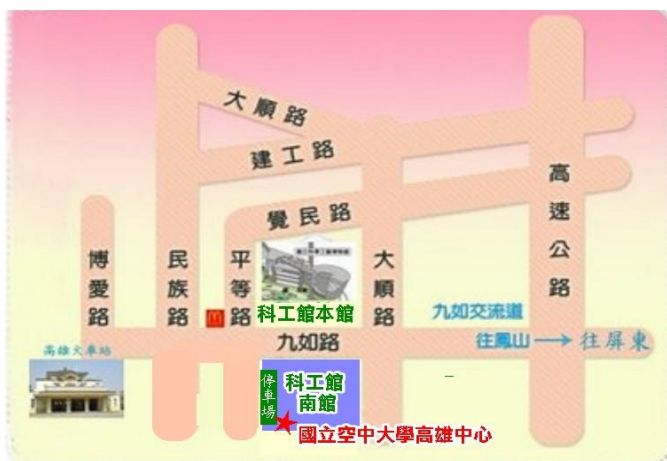 大順路
建工路
覺民路
高速公路
博愛路
民族路
平等路
大順路
科工館本館
九如路
九如交流道
往鳳山
往屏東
高雄火車站
停車場
科工館
南館
國立空中大學高雄中心